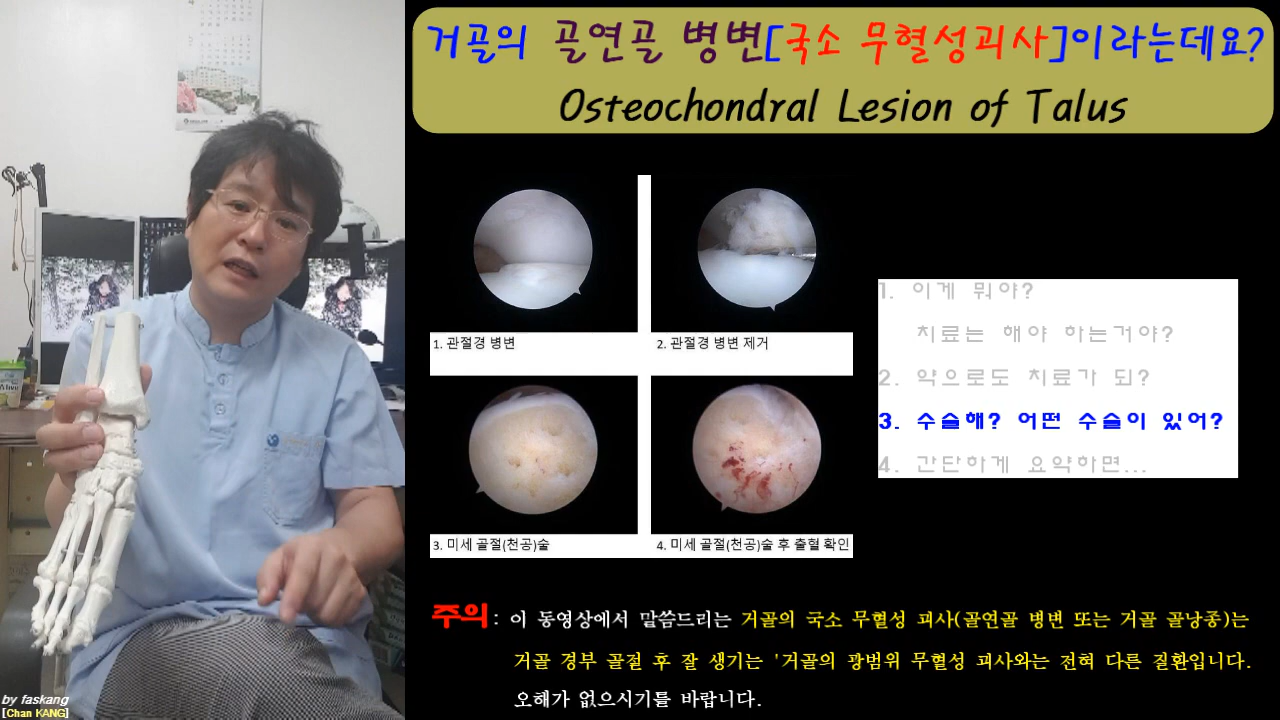 거골의 골연골 병변[국소 무혈성괴사]이라는데요?
Osteochondral Lesion of Talus
1. 관절경 병변
2. 관절경 병변 제거
3. 미세 골절(천공)술
4. 미세 골절(천공)술 후 출혈 확인
1. 이게 뭐야?
치료는 해야 하는거야?
2. 약으로도 치료가 되?
3. 수술해? 어떤 수술이 있어?
4. 간단하게 요약하면...
주의: 이 동영상에서 말씀드리는 거골의 국소 무혈성 괴사(골연골 병변 또는 거골 골낭종)는
거골 경부 골절 후 잘 생기는 '거골의 광범위 무혈성 괴사와는 전혀 다른 질환입니다.
오해가 없으시기를 바랍니다.
by faskang
[Chan KANG]